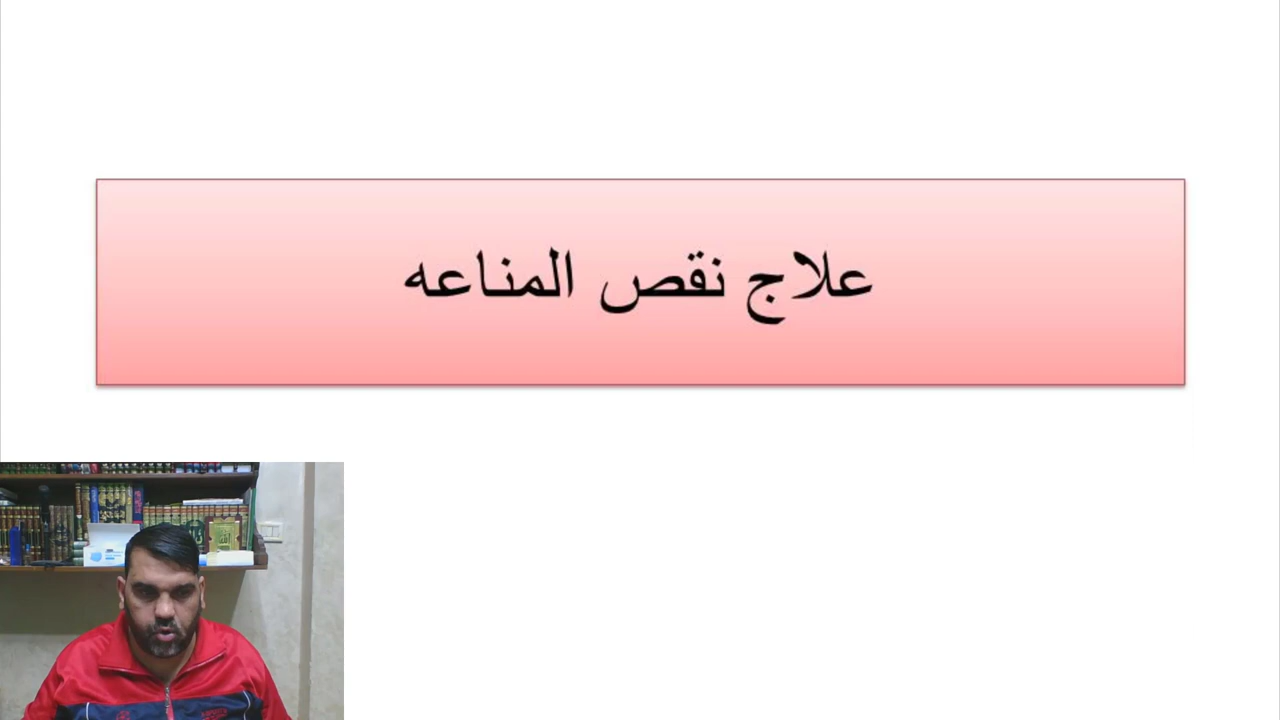 علاج نقص المناعه